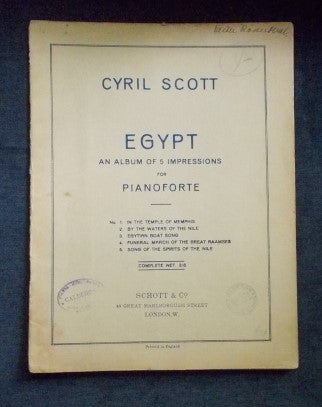 CYRIL SCOTT
EGYPT
AN ALBUM OF 5 IMPRESSIONS
FOR
PIANOFORTE
No. 1. IN THE TEMPLE OF MEMPHIS
2. BY THE WATERS OF THE NILE
3. EGYPTIAN BOAT SONG
4. FUNERAL MARCH OF THE GREAT RAAMSES
5. SONG OF THE SPIRITS OF THE NILE
COMPLETE NET.
SCHOTT & Co
48 GREAT MARLBOROUGH STREET
LONDON, W.
Printed in England